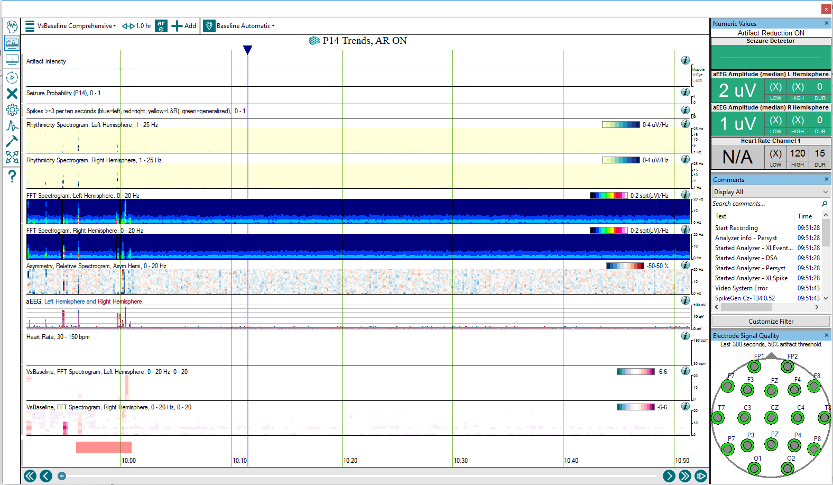 VsBaseline Comprehensive
1.0 hr
ar
Add
Baseline Automatic
P14 Trends, AR ON
Artifact Intensity
Seizure Probability (P14), 0 - 1
Spikes >=3 per ten seconds (blue=left, red=right, yellow=L&R), green=generalized), 0 - 1
Rhythmicity Spectrogram, Left Hemisphere, 1 - 25 Hz
0-4 uV/Hz
Rhythmicity Spectrogram, Right Hemisphere, 1 - 25 Hz
0-4 uV/Hz
FFT Spectrogram, Left Hemisphere, 0 - 20 Hz
0 2 sqrt(uV)/Hz
FFT Spectrogram, Right Hemisphere, 0 - 20 Hz
0 2 sqrt(uV)/Hz
Asymmetry, Relative Spectrogram, Asym Hemi, 0 - 20 Hz
-50-50 %
aEEG, Left Hemisphere and Right Hemisphere
Heart Rate, 30 - 150 bpm
VsBaseline, FFT Spectrogram, Left Hemisphere, 0 - 20 Hz, 0 - 20
-6-6
VsBaseline, FFT Spectrogram, Right Hemisphere, 0 - 20 Hz, 0 - 20
-6-6
10:00
10:10
10:20
10:30
10:40
10:50
Numeric Values
Artifact Reduction ON
Seizure Detector
aEEG Amplitude (median) L Hemisphere
2 uV
(X) (X) 0
LOW HIGH DUR
aEEG Amplitude (median) R Hemisphere
1 uV
(X) (X) 0
LOW HIGH DUR
Heart Rate Channel 1
N/A
(X) 120 15
LOW HIGH DUR
Comments
Display All
Search comments...
Text Time
Start Recording 09:51:28
Analyzer info - Persyst 09:51:28
Started Analyzer - XI Event... 09:51:28
Started Analyzer - DSA 09:51:28
Started Analyzer - Persyst 09:51:28
Started Analyzer - XI Spike 09:51:28
Video System Error 09:51:43
SpikeGen Cz-T34 0.52 09:51:43
Customize Filter
Electrode Signal Quality
Last 300 seconds, 50% artifact threshold
FP1 FP2
F7 F3 FZ F4 F8
T7 C3 CZ C4
P7 P3 PZ P4 P8
O1 O2